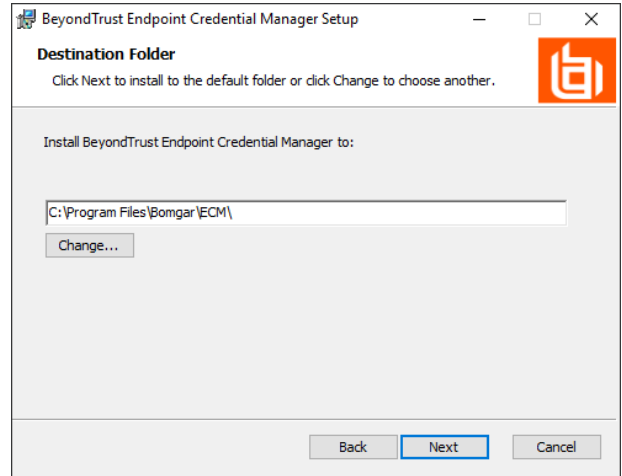 BeyondTrust Endpoint Credential Manager Setup
Destination Folder
Click Next to install to the default folder or click Change to choose another.
Install BeyondTrust Endpoint Credential Manager to:
C:\Program Files\Bomgar\ECM\
Change...
Back Next Cancel